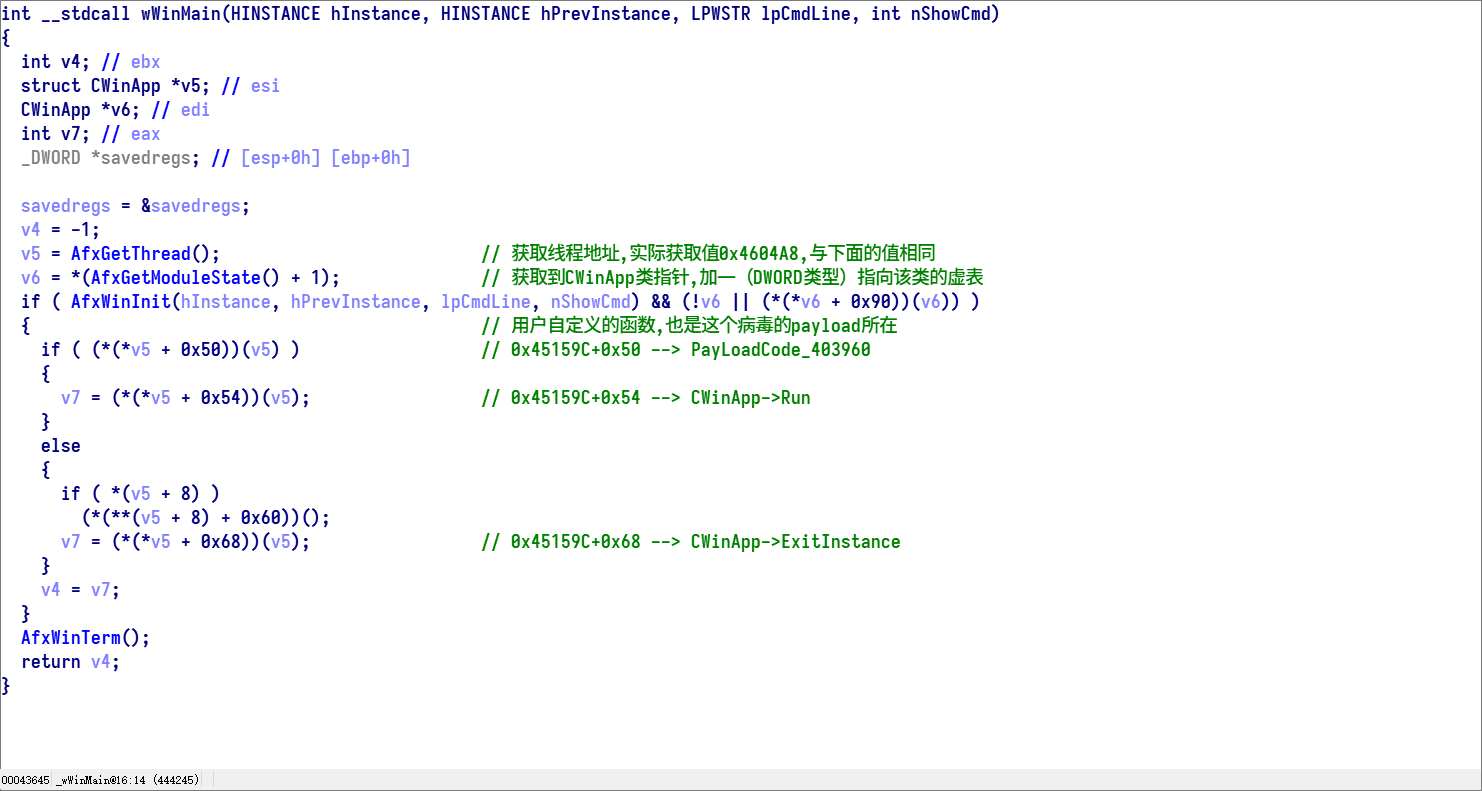 int __stdcall wWinMain(HINSTANCE hInstance, HINSTANCE hPrevInstance, LPWSTR lpCmdLine, int nShowCmd)
{
  int v4; // ebx
  struct CWinApp *v5; // esi
  CWinApp *v6; // edi
  int v7; // eax
  _DWORD *savedregs; // [esp+0h] [ebp+0h]

  savedregs = &savedregs;
  v4 = -1;
  v5 = AfxGetThread();                          // 获取线程地址,实际获取值0x4604A8,与下面的值相同
  v6 = *(AfxGetModuleState() + 1);              // 获取到CWinApp类指针,加一（DWORD类型）指向该类的虚表
  if ( AfxWinInit(hInstance, hPrevInstance, lpCmdLine, nShowCmd) && (!v6 || (*(*v6 + 0x90))(v6)) )
  {                                             // 用户自定义的函数,也是这个病毒的payload所在
    if ( (*(*v5 + 0x50))(v5) )                  // 0x45159C+0x50 --> PayLoadCode_403960
    {
      v7 = (*(*v5 + 0x54))(v5);                 // 0x45159C+0x54 --> CWinApp->Run
    }
    else
    {
      if ( *(v5 + 8) )
        (*(**(v5 + 8) + 0x60))();
      v7 = (*(*v5 + 0x68))(v5);                 // 0x45159C+0x68 --> CWinApp->ExitInstance
    }
    v4 = v7;
  }
  AfxWinTerm();
  return v4;
}
00043645 _wWinMain@16:14 (444245)